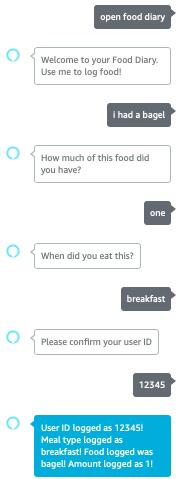 open food diary
Welcome to your Food Diary.
Use me to log food!
i had a bagel
How much of this food did
you have?
one
When did you eat this?
breakfast
Please confirm your user ID
12345
User ID logged as 12345!
Meal type logged as
breakfast! Food logged was
bagel! Amount logged as 1!